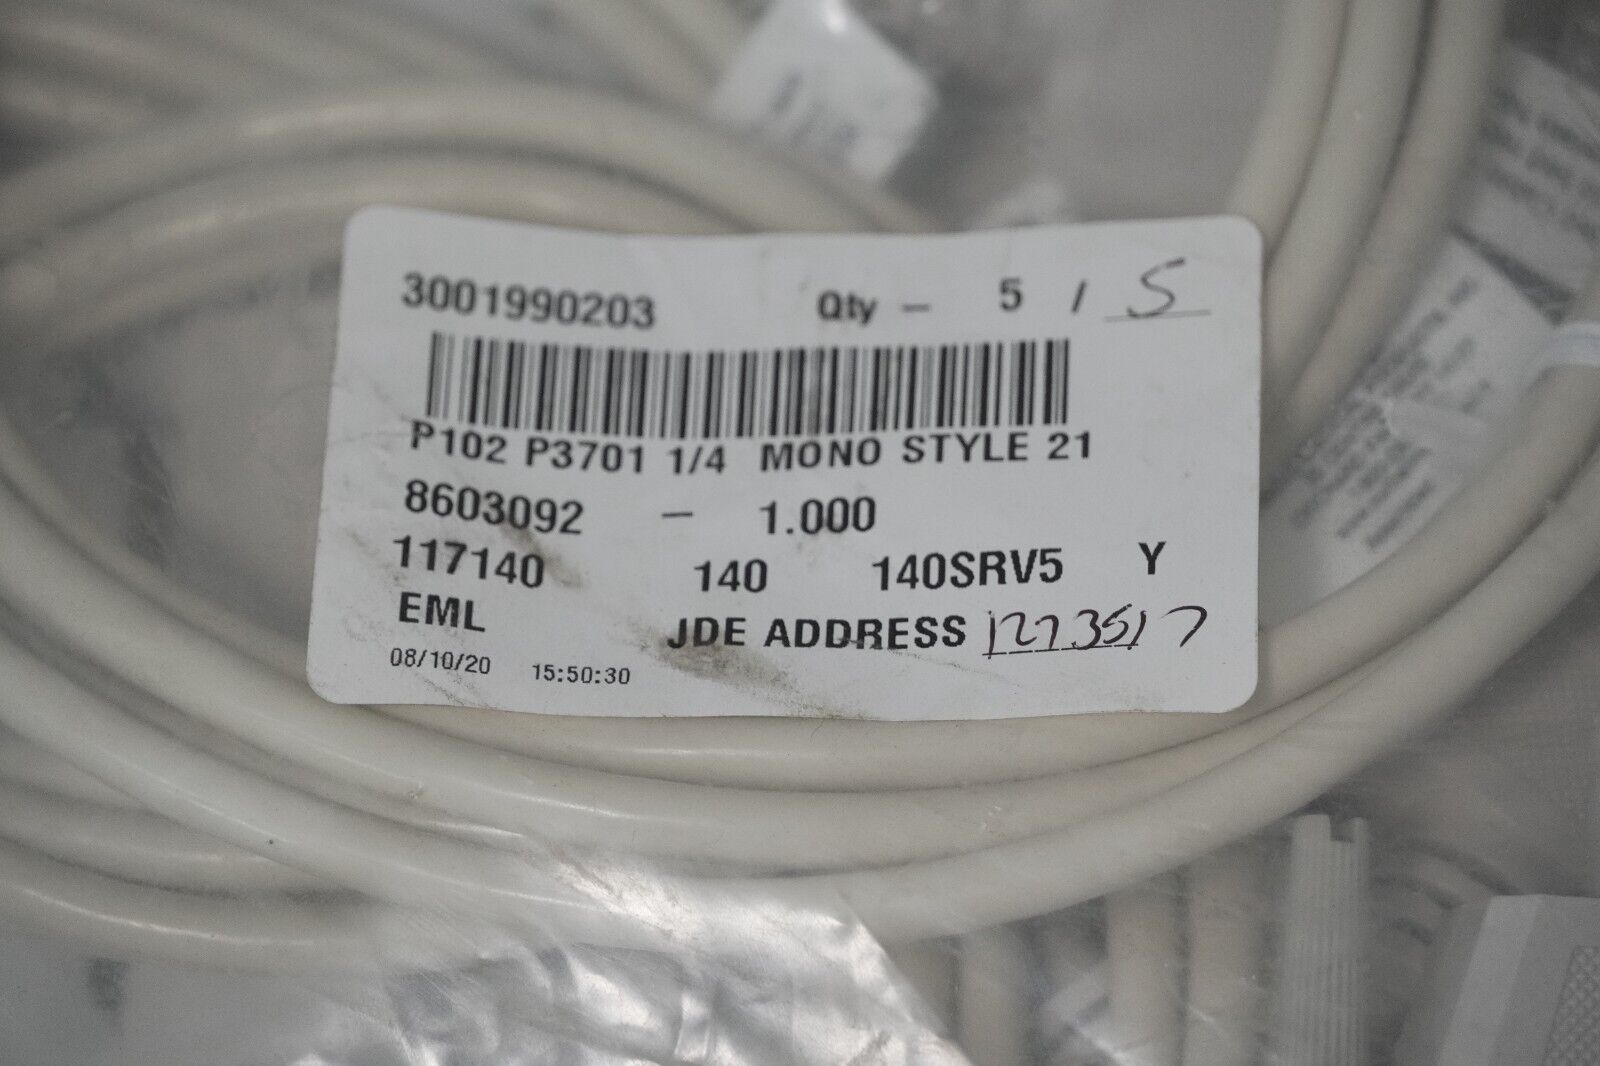 3001990203 Qty - 5 / 5
P102 P3701 1/4 MONO STYLE 21
8603092 - 1.000
117140 140 140SRV5 Y
EML JDE ADDRESS 1273517
08/10/20 15:50:30